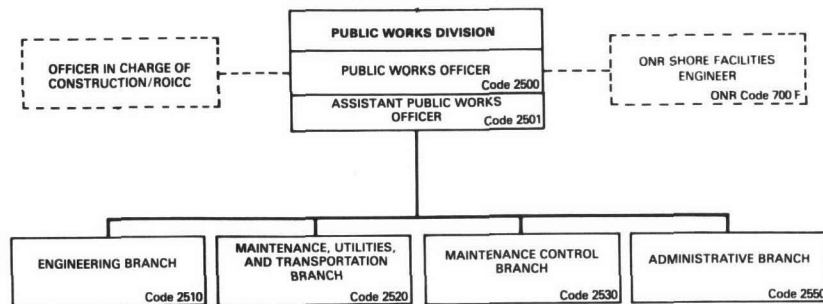 PUBLIC WORKS DIVISION
OFFICER IN CHARGE OF
CONSTRUCTION/ROICC
PUBLIC WORKS OFFICER
Code 2500
ASSISTANT PUBLIC WORKS
OFFICER
Code 2501
ONR SHORE FACILITIES
ENGINEER
ONR Code 700 F
ENGINEERING BRANCH
Code 2510
MAINTENANCE, UTILITIES,
AND TRANSPORTATION
BRANCH
Code 2520
MAINTENANCE CONTROL
BRANCH
Code 2530
ADMINISTRATIVE BRANCH
Code 2550